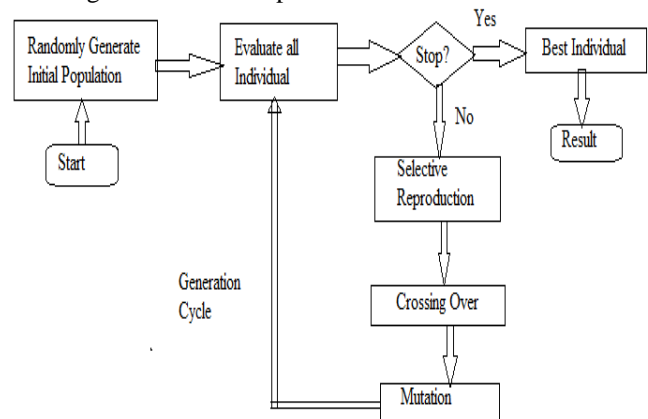 Randomly Generate
Initial Population
Evaluate all
Individual
Stop?
Yes
Best Individual
Start
No
Result
Selective
Reproduction
Generation
Cycle
Crossing Over
Mutation